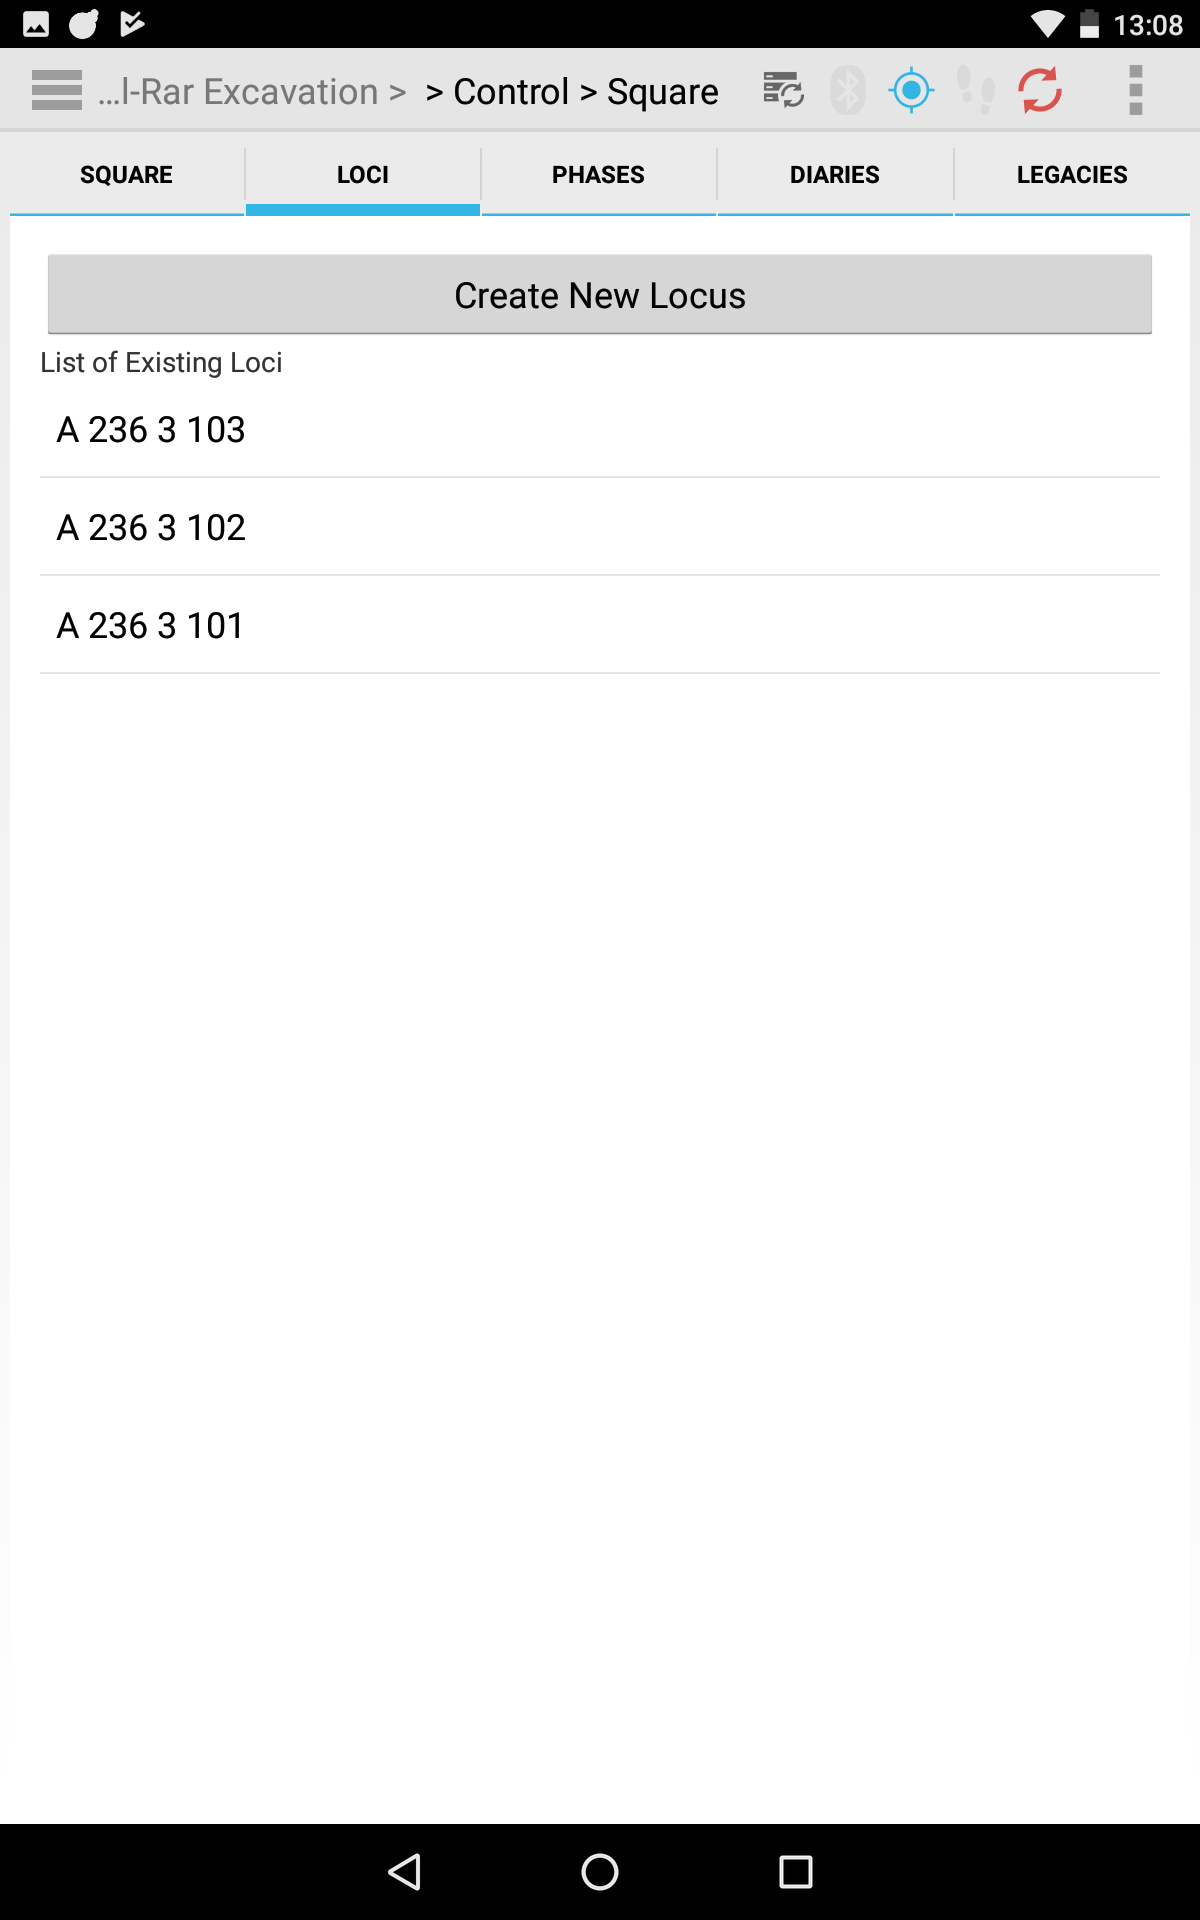 13:08
...l-Rar Excavation > > Control > Square
SQUARE LOCI PHASES DIARIES LEGACIES
Create New Locus
List of Existing Loci
A 236 3 103
A 236 3 102
A 236 3 101